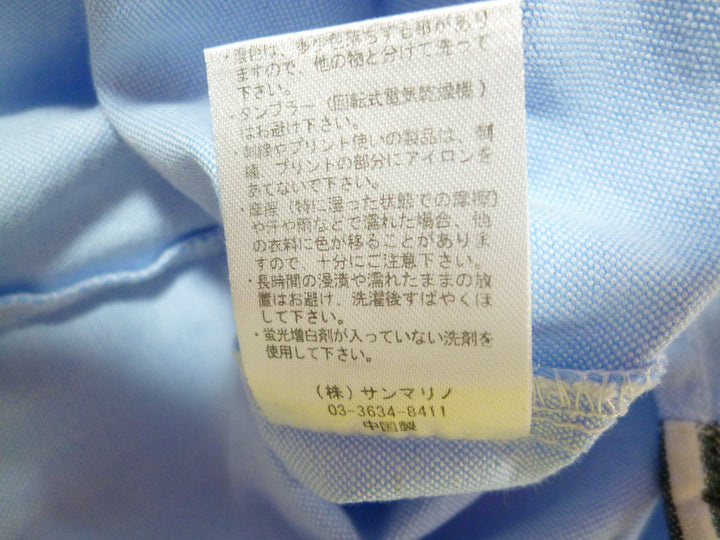 ・濃色は、多少色落ちする物があり
ますので、他の物と分けて洗って
下さい。
・タンブラー（回転式電気乾燥機）
はお避け下さい。
・刺繍やプリント使いの製品は、刺
繍、プリントの部分にアイロンを
あてないで下さい。
・摩擦（特に湿った状態での摩擦）
や汗や雨などで濡れた場合、他
の衣料に色が移ることがありま
すので、十分にご注意下さい。
・長時間の浸漬や濡れたままの放
置はお避け、洗濯後すばやくほ
して下さい。
・蛍光増白剤が入っていない洗剤を
使用して下さい。
（株）サンマリノ
03-3634-8411
中国製